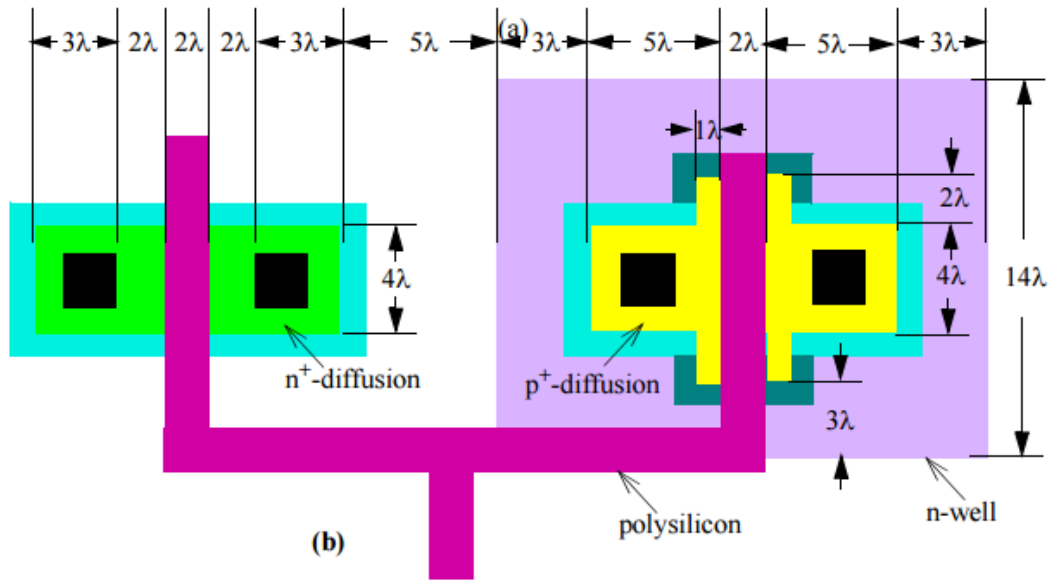 (a)
3λ 2λ 2λ 2λ 3λ 5λ 3λ 5λ 2λ 5λ 3λ
1λ
2λ
4λ
4λ
14λ
n+-diffusion
p+-diffusion
3λ
polysilicon
n-well
(b)